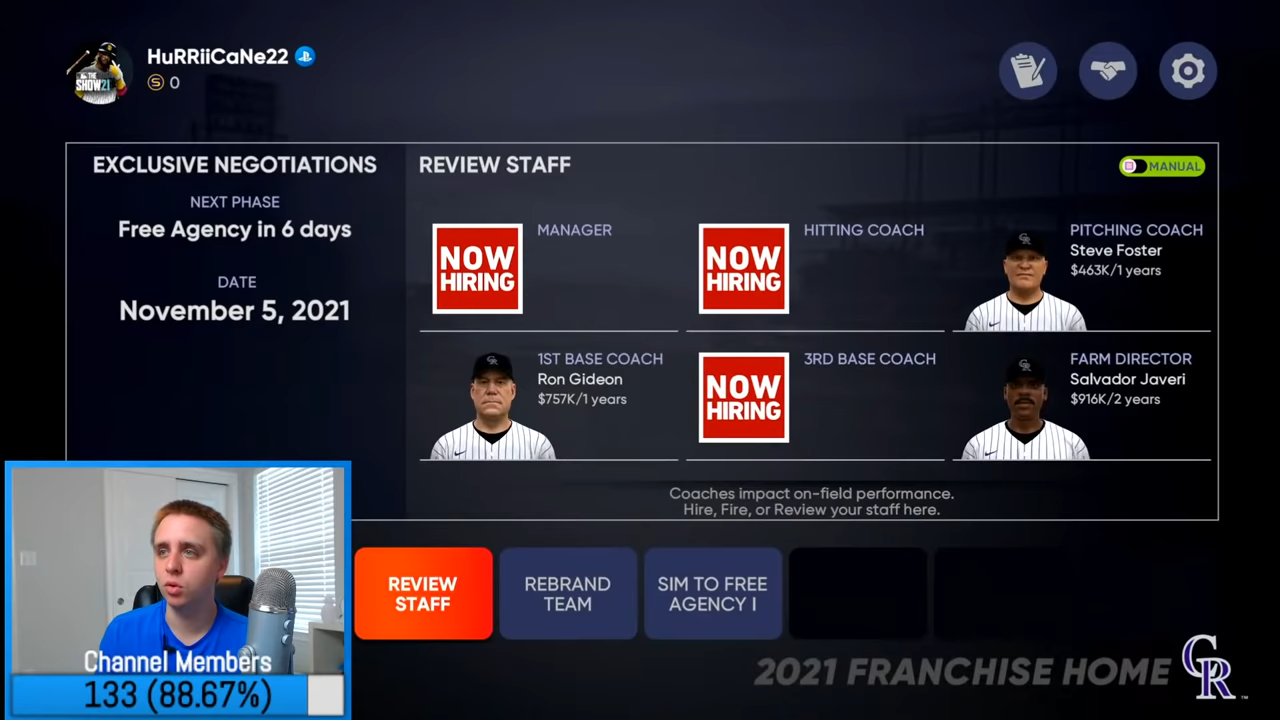 HuRRiiCaNe22
THE
SHOW21
S 0
EXCLUSIVE NEGOTIATIONS
NEXT PHASE
Free Agency in 6 days
DATE
November 5, 2021
REVIEW STAFF
MANUAL
NOW
HIRING
MANAGER
NOW
HIRING
HITTING COACH
PITCHING COACH
Steve Foster
$463K/1 years
1ST BASE COACH
Ron Gideon
$757K/1 years
NOW
HIRING
3RD BASE COACH
FARM DIRECTOR
Salvador Javeri
$916K/2 years
Coaches impact on-field performance.
Hire, Fire, or Review your staff here.
REVIEW
STAFF
REBRAND
TEAM
SIM TO FREE
AGENCY I
Channel Members
133 (88.67%)
2021 FRANCHISE HOME
CR